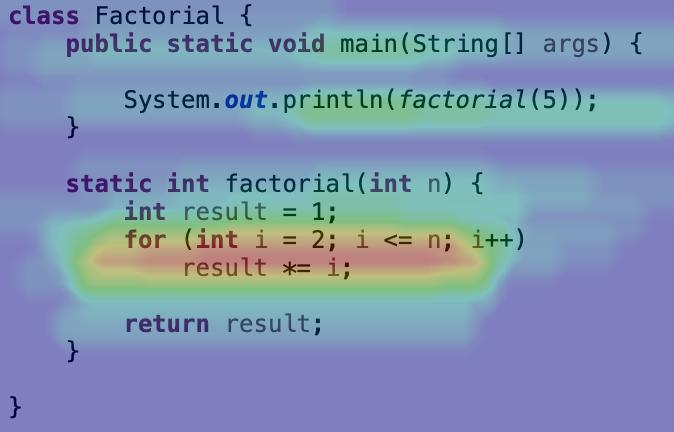 class Factorial {
    public static void main(String[] args) {
        System.out.println(factorial(5));
    }
    static int factorial(int n) {
        int result = 1;
        for (int i = 2; i <= n; i++)
            result *= i;
        return result;
    }
}